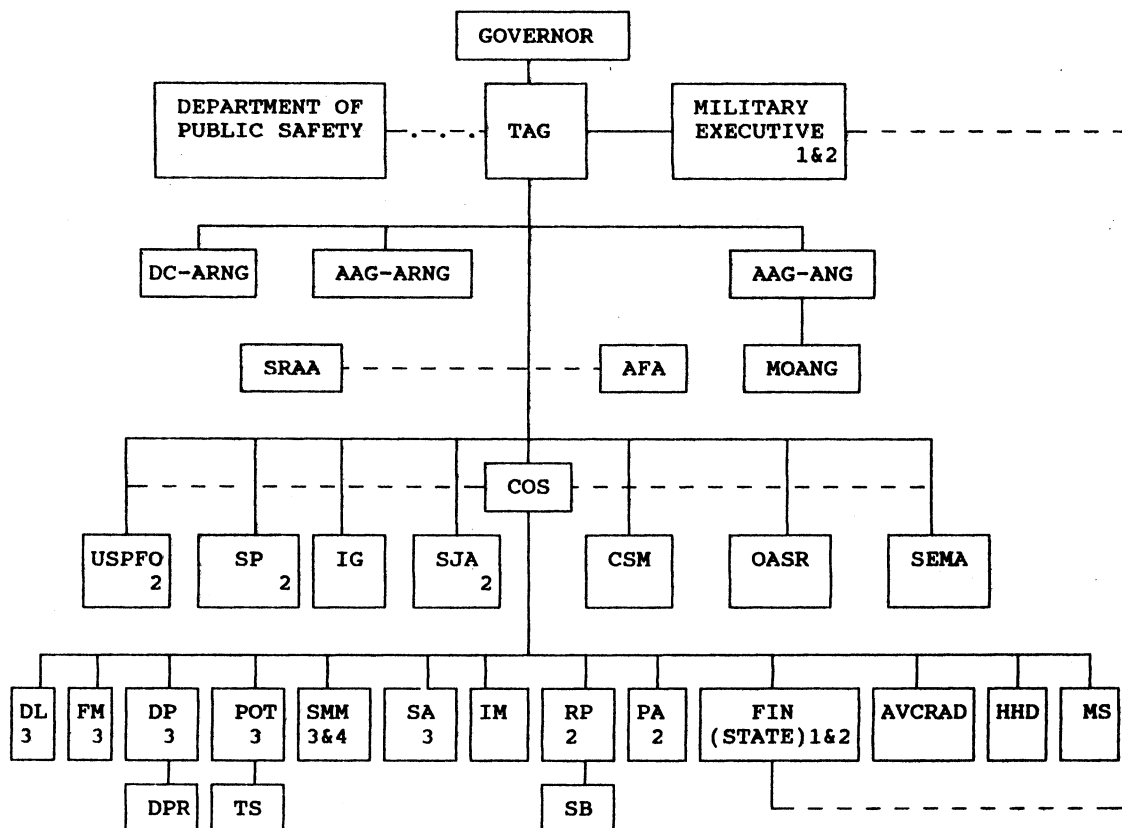 GOVERNOR
DEPARTMENT OF
PUBLIC SAFETY
TAG
MILITARY
EXECUTIVE
1&2
DC-ARNG
AAG-ARNG
AAG-ANG
SRAA
AFA
MOANG
COS
USPFO
2
SP
2
IG
SJA
2
CSM
OASR
SEMA
DL
3
FM
3
DP
3
POT
3
SMM
3&4
SA
3
IM
RP
2
PA
2
FIN
(STATE)1&2
AVCRAD
HHD
MS
DPR
TS
SB